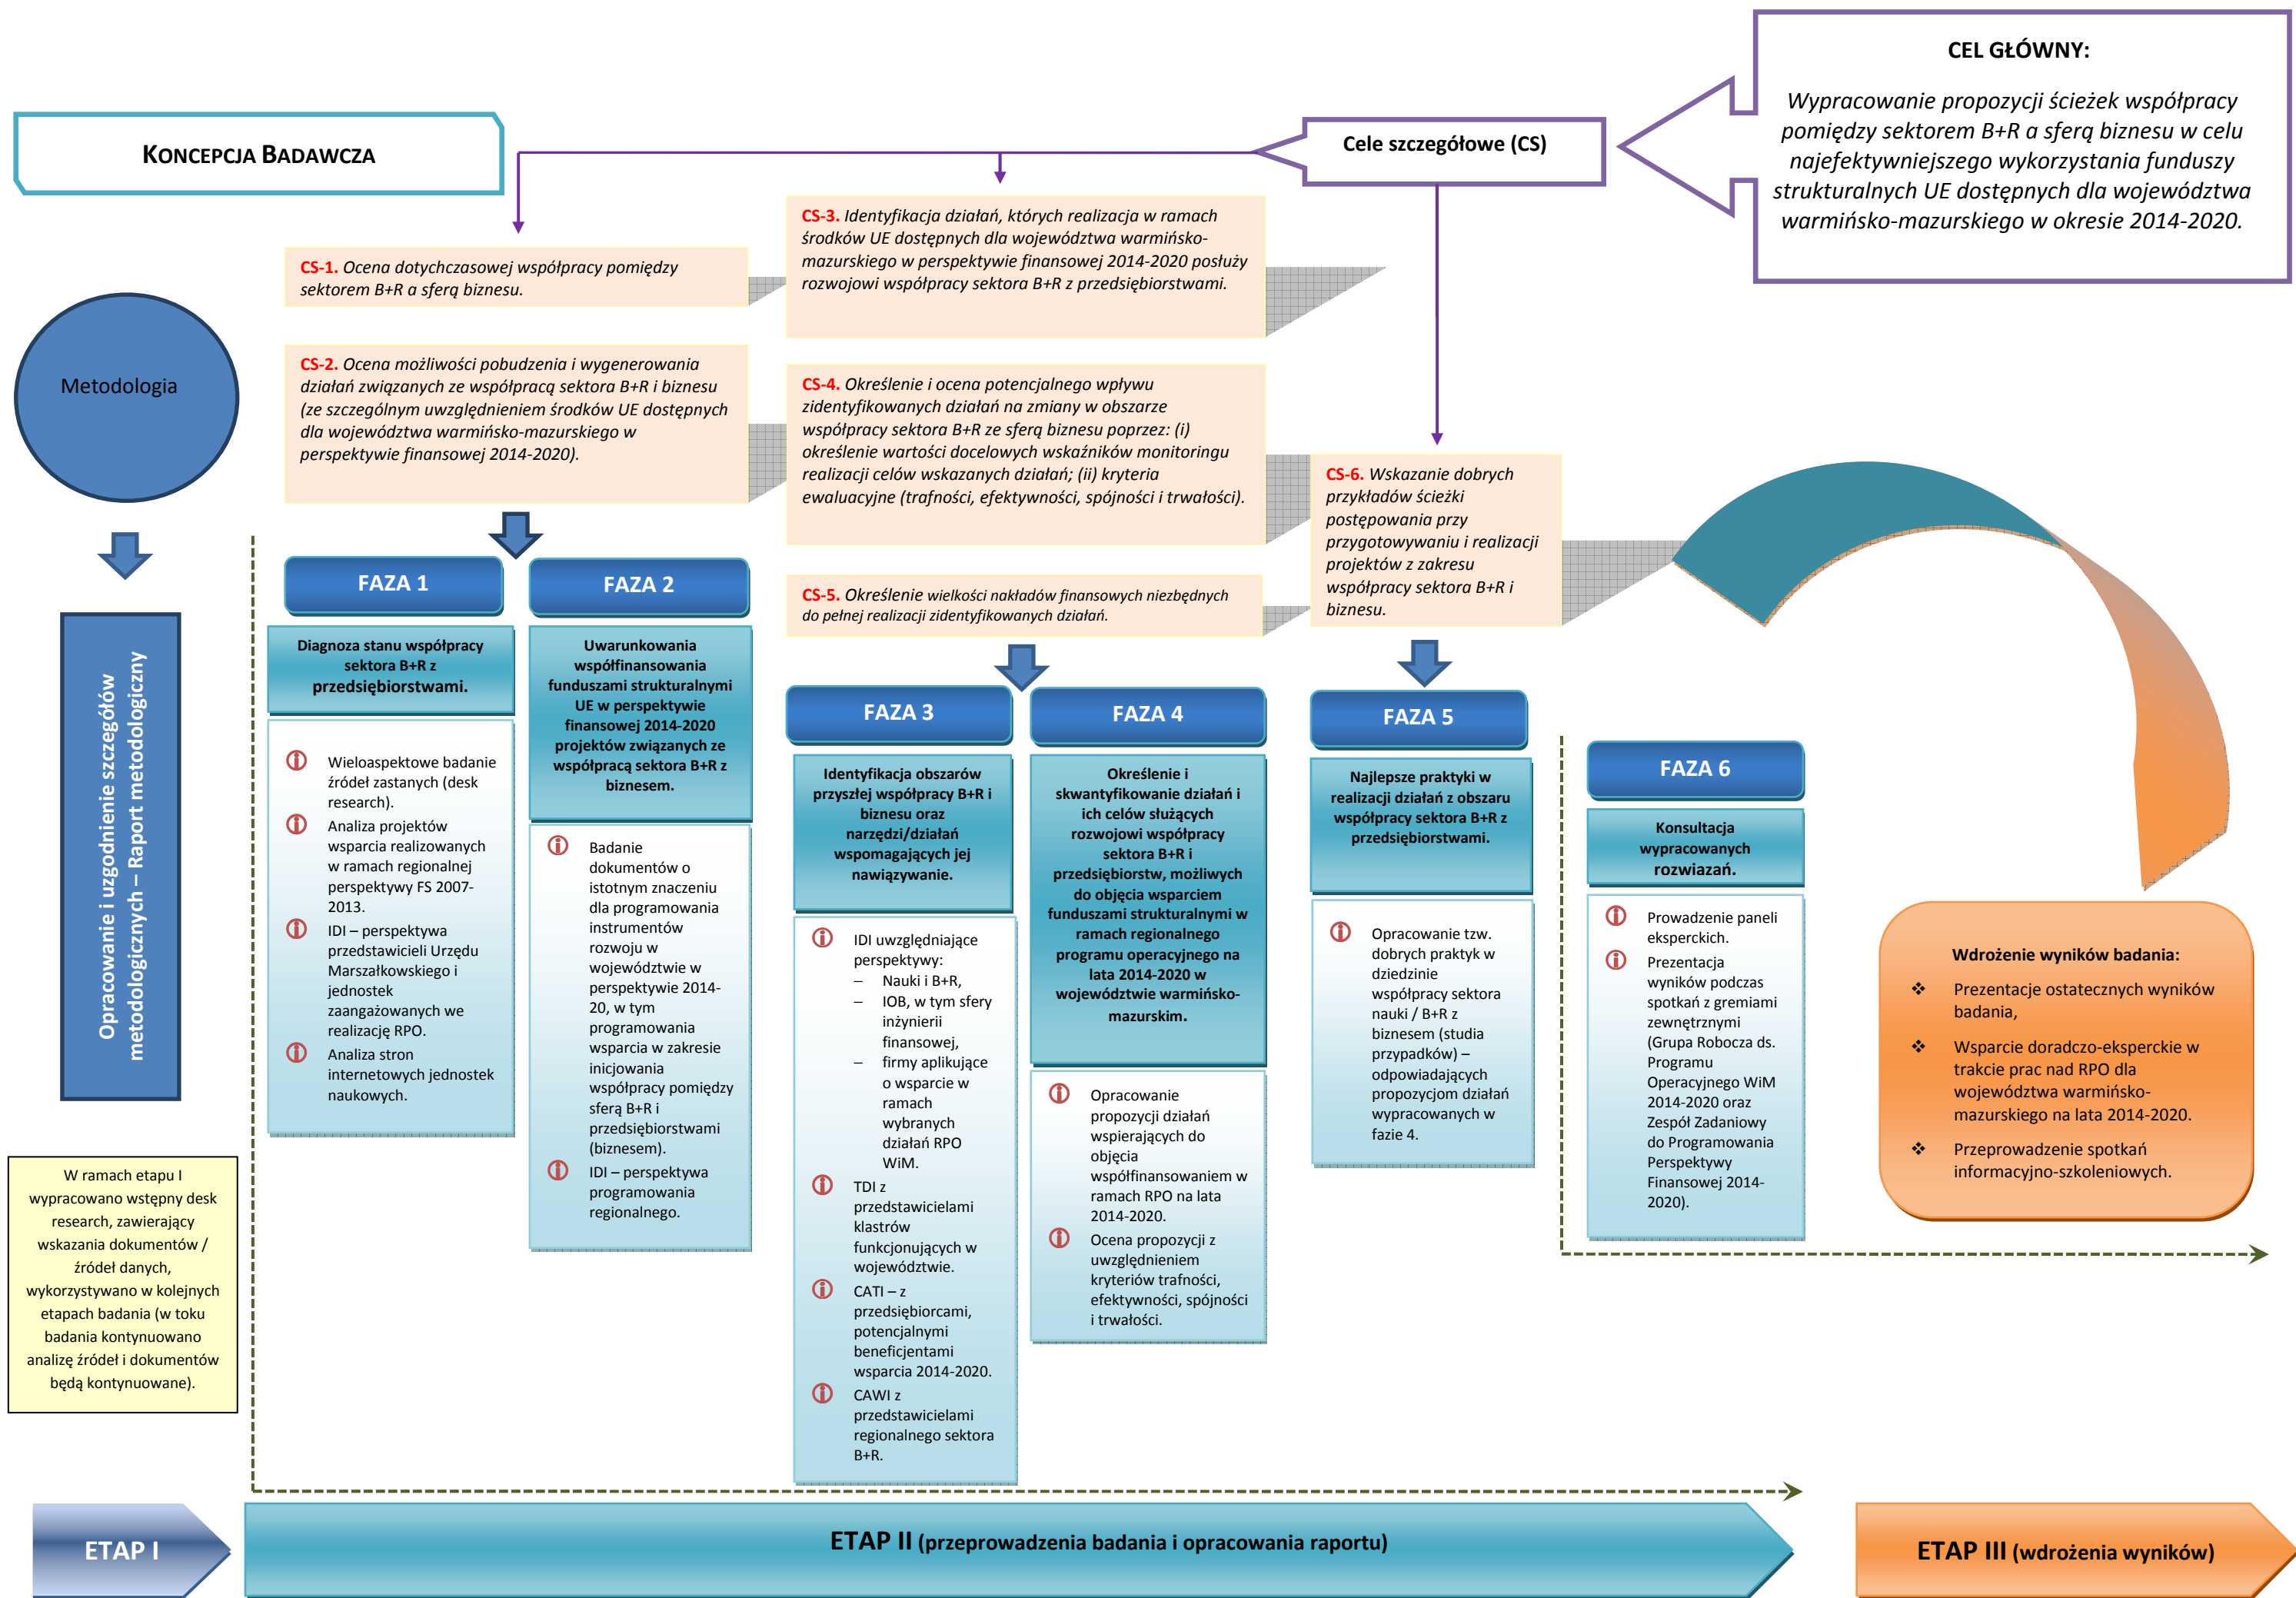 CEL GŁÓWNY:
Wypracowanie propozycji ścieżek współpracy
pomiędzy sektorem B+R a sferą biznesu w celu
najefektywniejszego wykorzystania funduszy
strukturalnych UE dostępnych dla województwa
warmińsko-mazurskiego w okresie 2014-2020.
KONCEPCJA BADAWCZA
Cele szczegółowe (CS)
CS-1. Ocena dotychczasowej współpracy pomiędzy
sektorem B+R a sferą biznesu.
CS-2. Ocena możliwości pobudzenia i wygenerowania
działań związanych ze współpracą sektora B+R i biznesu
(ze szczególnym uwzględnieniem środków UE dostępnych
dla województwa warmińsko-mazurskiego w
perspektywie finansowej 2014-2020).
CS-3. Identyfikacja działań, których realizacja w ramach
środków UE dostępnych dla województwa warmińsko-
mazurskiego w perspektywie finansowej 2014-2020 posłuży
rozwojowi współpracy sektora B+R z przedsiębiorstwami.
CS-4. Określenie i ocena potencjalnego wpływu
zidentyfikowanych działań na zmiany w obszarze
współpracy sektora B+R ze sferą biznesu poprzez: (i)
określenie wartości docelowych wskaźników monitoringu
realizacji celów wskazanych działań; (ii) kryteria
ewaluacyjne (trafności, efektywności, spójności i trwałości).
CS-5. Określenie wielkości nakładów finansowych niezbędnych
do pełnej realizacji zidentyfikowanych działań.
CS-6. Wskazanie dobrych
przykładów ścieżki
postępowania przy
przygotowywaniu i realizacji
projektów z zakresu
współpracy sektora B+R i
biznesu.
Metodologia
Opracowanie i uzgodnienie szczegółów
metodologicznych – Raport metodologiczny
W ramach etapu I
wypracowano wstępny desk
research, zawierający
wskazania dokumentów /
źródeł danych,
wykorzystywano w kolejnych
etapach badania (w toku
badania kontynuowano
analizę źródeł i dokumentów
będą kontynuowane).
FAZA 1
Diagnoza stanu współpracy
sektora B+R z
przedsiębiorstwami.
Wieloaspektowe badanie
źródeł zastanych (desk
research).
Analiza projektów
wsparcia realizowanych
w ramach regionalnej
perspektywy FS 2007-
2013.
IDI – perspektywa
przedstawicieli Urzędu
Marszałkowskiego i
jednostek
zaangażowanych we
realizację RPO.
Analiza stron
internetowych jednostek
naukowych.
FAZA 2
Uwarunkowania
współfinansowania
funduszami strukturalnymi
UE w perspektywie
finansowej 2014-2020
projektów związanych ze
współpracą sektora B+R z
biznesem.
Badanie
dokumentów o
istotnym znaczeniu
dla programowania
instrumentów
rozwoju w
województwie w
perspektywie 2014-
20, w tym
programowania
wsparcia w zakresie
inicjowania
współpracy pomiędzy
sferą B+R i
przedsiębiorstwami
(biznesem).
IDI – perspektywa
programowania
regionalnego.
FAZA 3
Identyfikacja obszarów
przyszłej współpracy B+R i
biznesu oraz
narzędzi/działań
wspomagających jej
nawiązywanie.
IDI uwzględniające
perspektywy:
– Nauki i B+R,
– IOB, w tym sfery
inżynierii
finansowej,
– firmy aplikujące
o wsparcie w
ramach
wybranych
działań RPO
WiM.
TDI z
przedstawicielami
klastrów
funkcjonujących w
województwie.
CATI – z
przedsiębiorcami,
potencjalnymi
beneficjentami
wsparcia 2014-2020.
CAWI z
przedstawicielami
regionalnego sektora
B+R.
FAZA 4
Określenie i
skwantyfikowanie działań i
ich celów służących
rozwojowi współpracy
sektora B+R i
przedsiębiorstw, możliwych
do objęcia wsparciem
funduszami strukturalnymi w
ramach regionalnego
programu operacyjnego na
lata 2014-2020 w
województwie warmińsko-
mazurskim.
Opracowanie
propozycji działań
wspierających do
objęcia
współfinansowaniem w
ramach RPO na lata
2014-2020.
Ocena propozycji z
uwzględnieniem
kryteriów trafności,
efektywności, spójności
i trwałości.
FAZA 5
Najlepsze praktyki w
realizacji działań z obszaru
współpracy sektora B+R z
przedsiębiorstwami.
Opracowanie tzw.
dobrych praktyk w
dziedzinie
współpracy sektora
nauki / B+R z
biznesem (studia
przypadków) –
odpowiadających
propozycjom działań
wypracowanych w
fazie 4.
FAZA 6
Konsultacja
wypracowanych
rozwiazań.
Prowadzenie paneli
eksperckich.
Prezentacja
wyników podczas
spotkań z gremiami
zewnętrznymi
(Grupa Robocza ds.
Programu
Operacyjnego WiM
2014-2020 oraz
Zespół Zadaniowy
do Programowania
Perspektywy
Finansowej 2014-
2020).
Wdrożenie wyników badania:
❖ Prezentacje ostatecznych wyników
badania,
❖ Wsparcie doradczo-eksperckie w
trakcie prac nad RPO dla
województwa warmińsko-
mazurskiego na lata 2014-2020.
❖ Przeprowadzenie spotkań
informacyjno-szkoleniowych.
ETAP I
ETAP II (przeprowadzenia badania i opracowania raportu)
ETAP III (wdrożenia wyników)